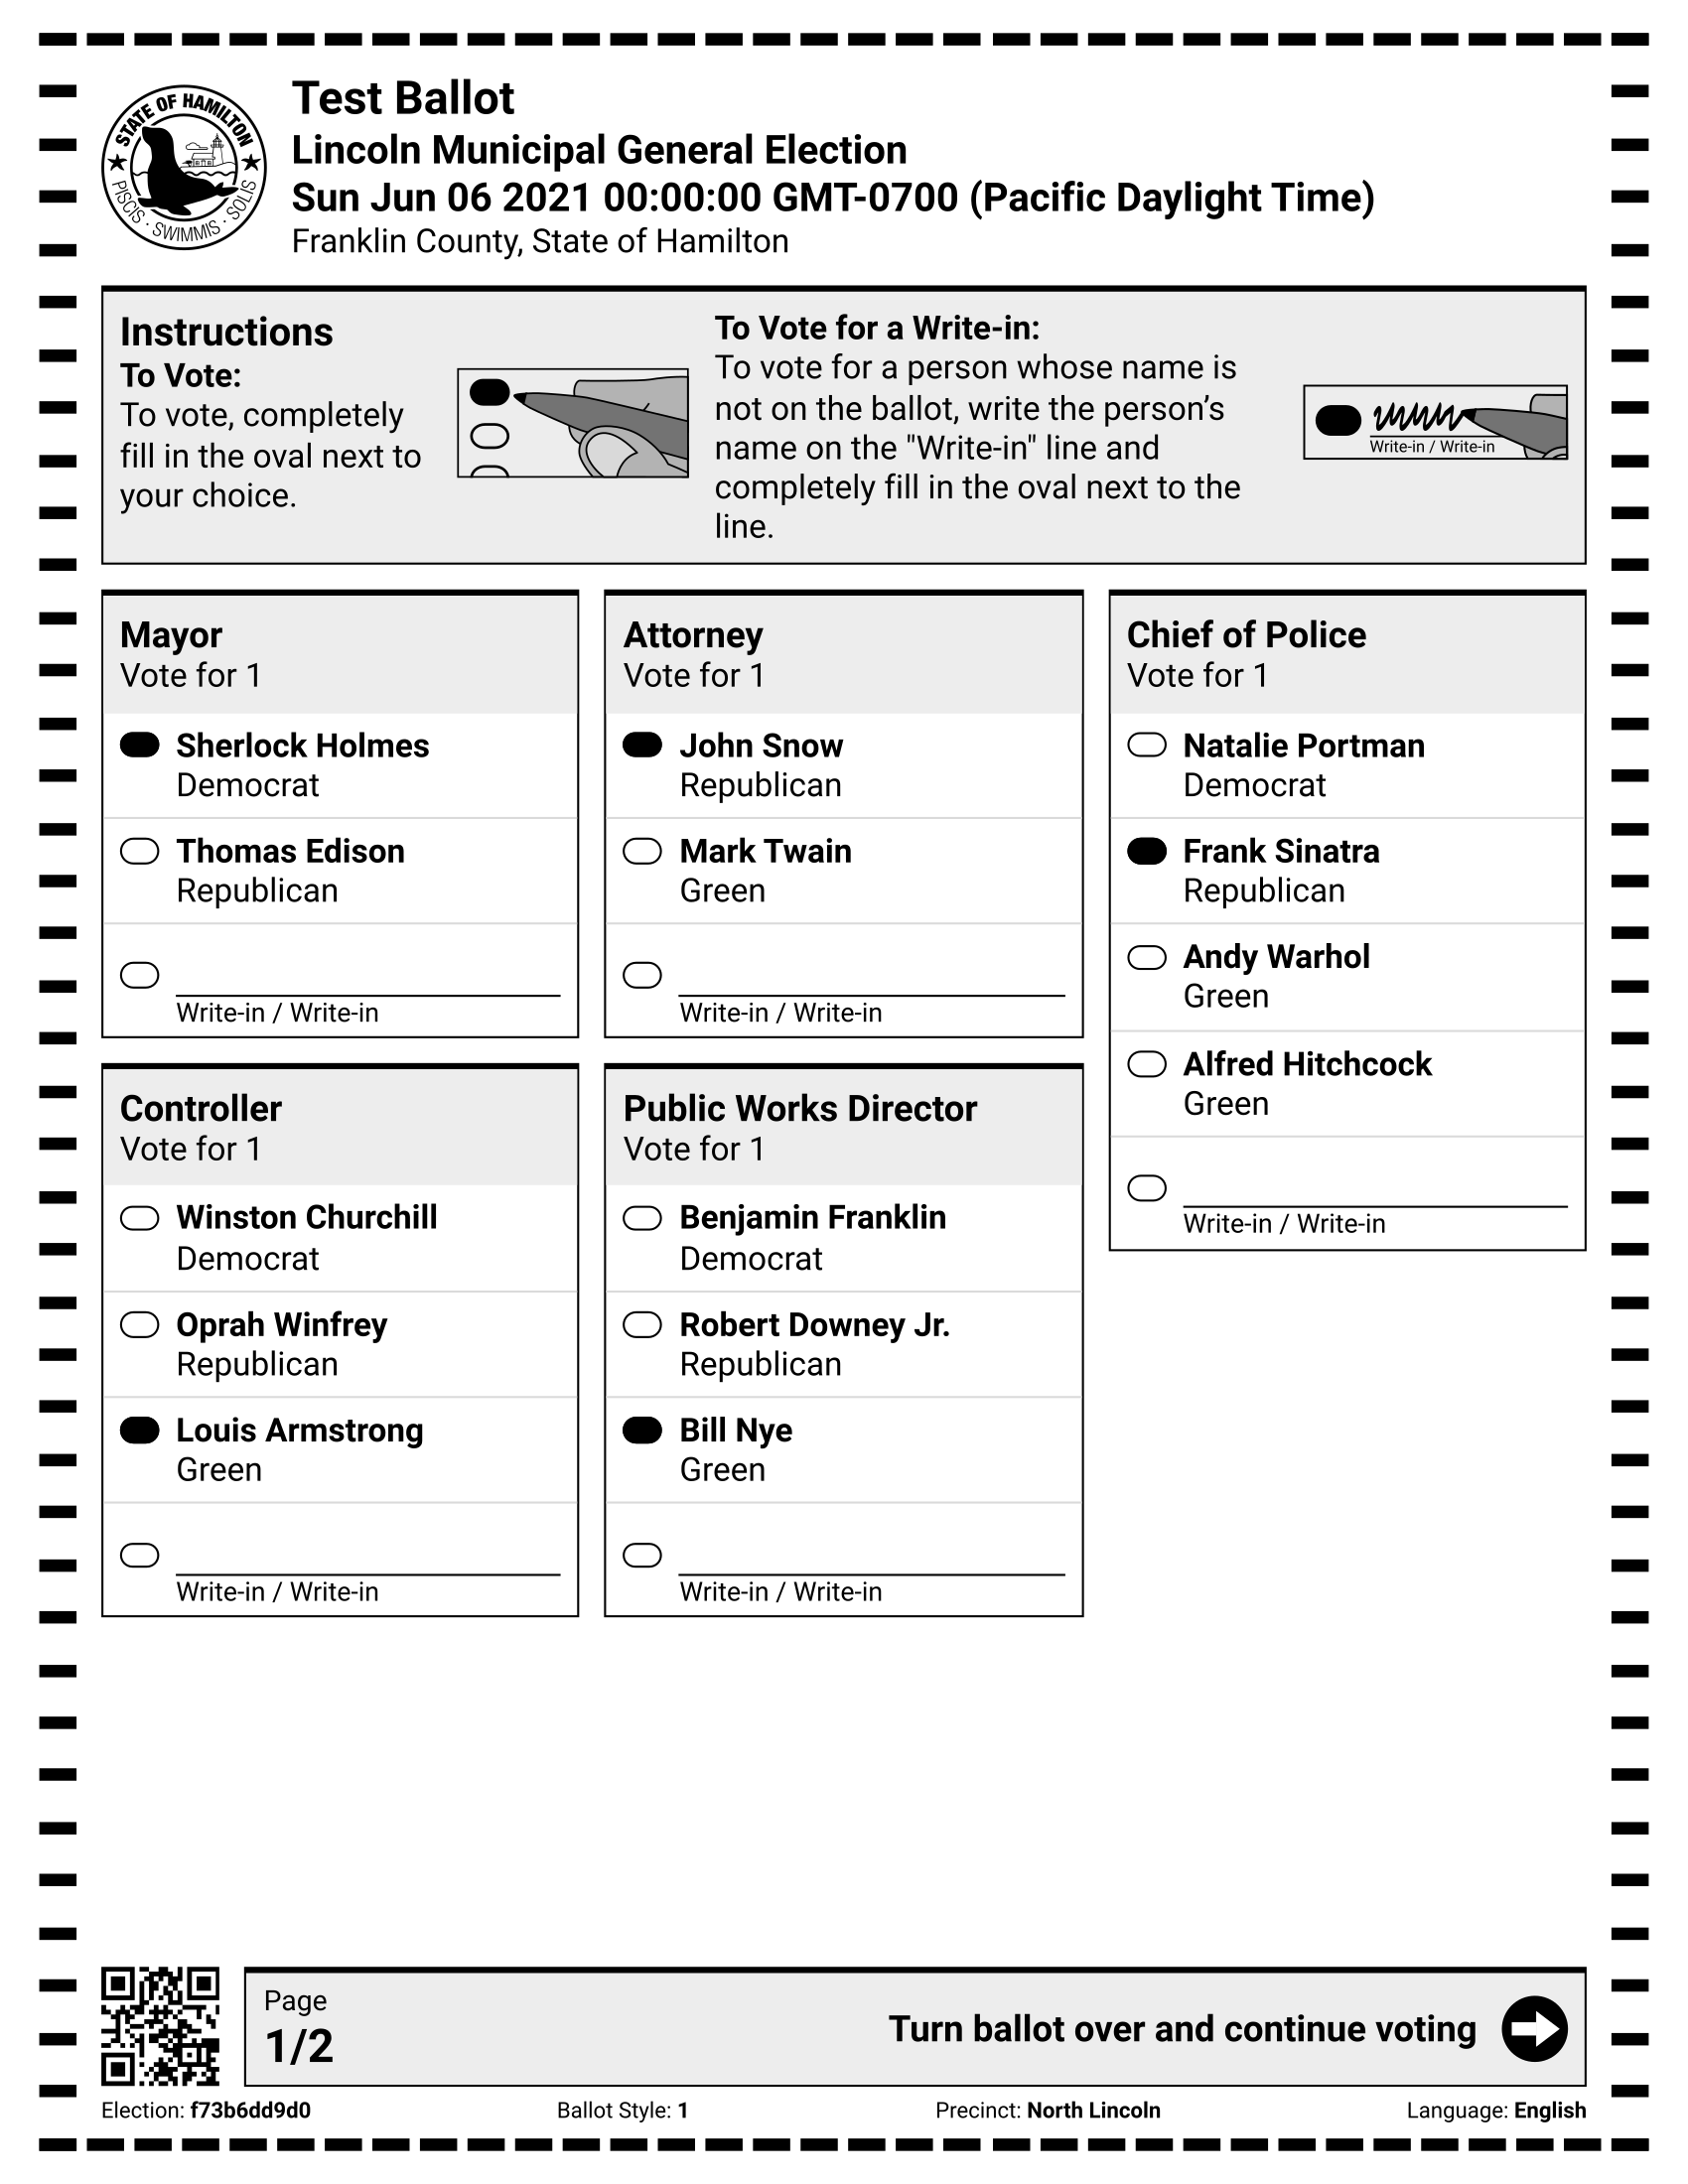 STATE OF HAMILTON
PISCIS · SWIMMIS · SOLIS
Test Ballot
Lincoln Municipal General Election
Sun Jun 06 2021 00:00:00 GMT-0700 (Pacific Daylight Time)
Franklin County, State of Hamilton
Instructions
To Vote:
To vote, completely
fill in the oval next to
your choice.
To Vote for a Write-in:
To vote for a person whose name is
not on the ballot, write the person’s
name on the "Write-in" line and
completely fill in the oval next to the
line.
Write-in / Write-in
Mayor
Vote for 1
Sherlock Holmes
Democrat
Thomas Edison
Republican
Write-in / Write-in
Controller
Vote for 1
Winston Churchill
Democrat
Oprah Winfrey
Republican
Louis Armstrong
Green
Write-in / Write-in
Attorney
Vote for 1
John Snow
Republican
Mark Twain
Green
Write-in / Write-in
Public Works Director
Vote for 1
Benjamin Franklin
Democrat
Robert Downey Jr.
Republican
Bill Nye
Green
Write-in / Write-in
Chief of Police
Vote for 1
Natalie Portman
Democrat
Frank Sinatra
Republican
Andy Warhol
Green
Alfred Hitchcock
Green
Write-in / Write-in
Page
1/2
Turn ballot over and continue voting
Election: f73b6dd9d0
Ballot Style: 1
Precinct: North Lincoln
Language: English